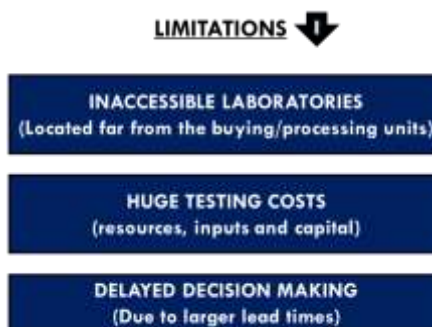 LIMITATIONS
INACCESSIBLE LABORATORIES
(Located far from the buying/processing units)
HUGE TESTING COSTS
(resources, inputs and capital)
DELAYED DECISION MAKING
(Due to larger lead times)